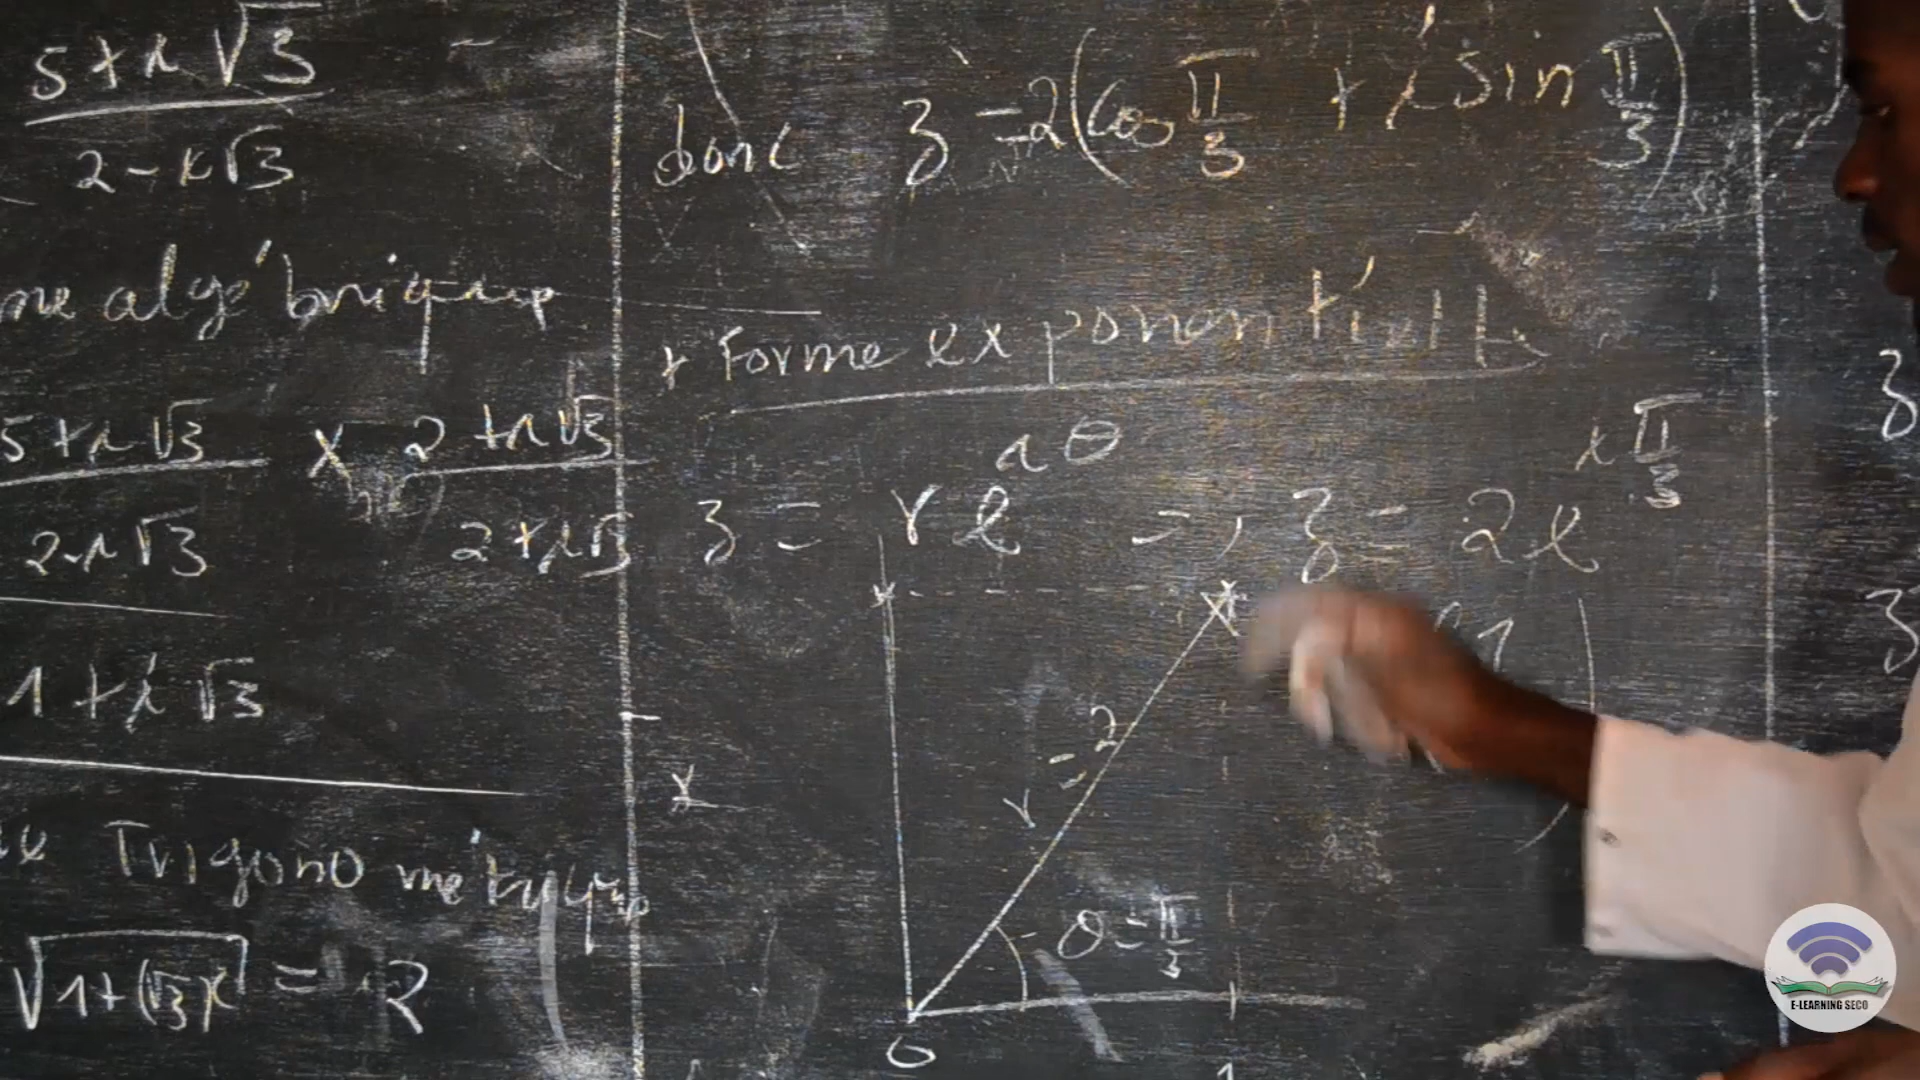 5+i√3
2-i√3
me algébrique
5+i√3 / 2-i√3 × 2+i√3 / 2+i√3
1+i√3
Trigonométrique
√1+(√3)² = 2
donc z = 2(cos π/3 + i sin π/3)
+ Forme exponentielle
z = re^iθ => z = 2e^i π/3
r = 2
θ = π/3
O
1
z
z
E-LEARNING SECO